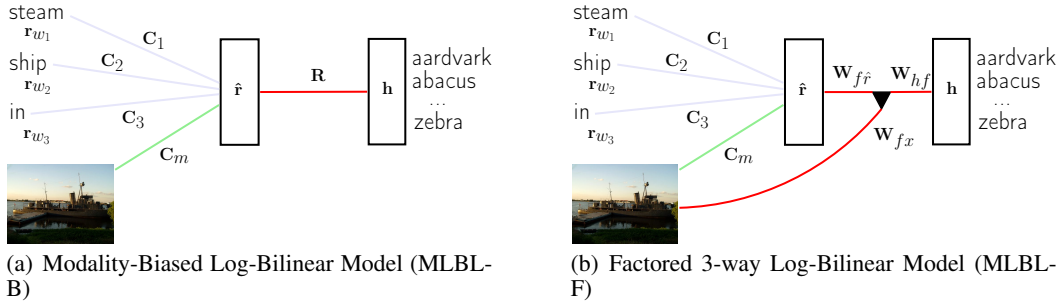 steam
r_{w_1}
C_1
ship
r_{w_2}
C_2
in
r_{w_3}
C_3
C_m
r̂
R
h
aardvark
abacus
...
zebra
(a) Modality-Biased Log-Bilinear Model (MLBL-
B)
steam
r_{w_1}
C_1
ship
r_{w_2}
C_2
in
r_{w_3}
C_3
C_m
r̂
W_{f r̂}
W_{hf}
W_{fx}
h
aardvark
abacus
...
zebra
(b) Factored 3-way Log-Bilinear Model (MLBL-
F)